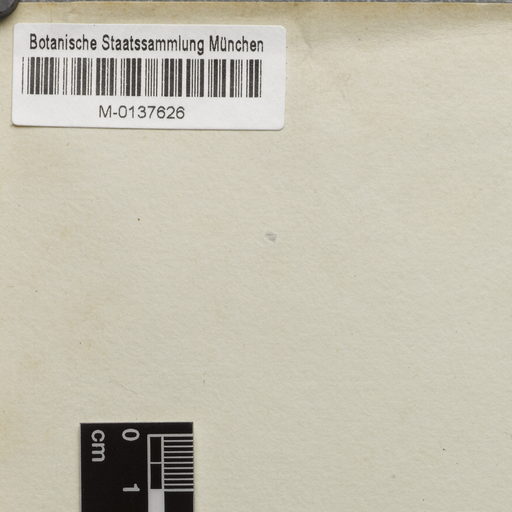 Botanische Staatssammlung München
M-0137626
cm
0
1